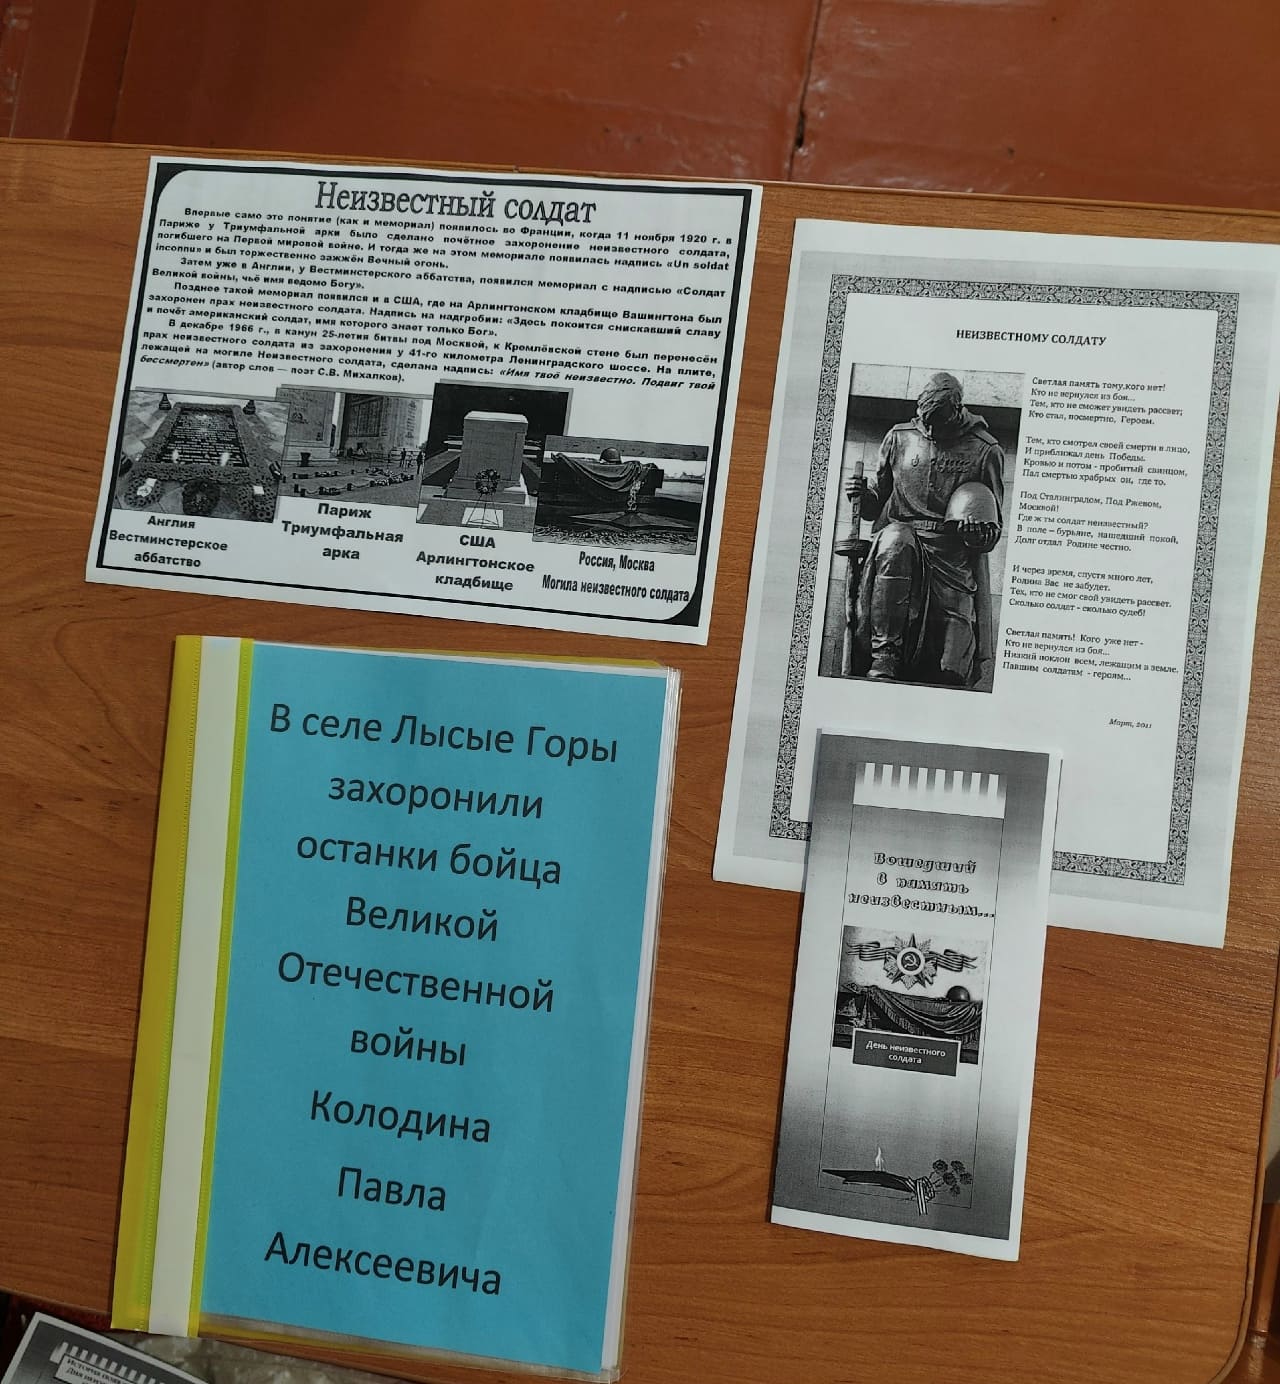 Неизвестный солдат
Впервые само это понятие (как и мемориал) появилось во Франции, когда 11 ноября 1920 г. в
Париже у Триумфальной арки было сделано почётное захоронение неизвестного солдата,
погибшего на Первой мировой войне. И тогда же на этом мемориале появилась надпись «Un soldat
inconnu» и был торжественно зажжён Вечный огонь.
Затем уже в Англии, у Вестминстерского аббатства, появился мемориал с надписью «Солдат
Великой войны, чьё имя ведомо Богу».
Позднее такой мемориал появился и в США, где на Арлингтонском кладбище Вашингтона был
захоронен прах неизвестного солдата. Надпись на надгробии: «Здесь покоится снискавший славу
и почёт американский солдат, имя которого знает только Бог».
В декабре 1966 г., в канун 25-летия битвы под Москвой, к Кремлёвской стене был перенесён
прах неизвестного солдата из захоронения у 41-го километра Ленинградского шоссе. На плите,
лежащей на могиле Неизвестного солдата, сделана надпись: «Имя твоё неизвестно. Подвиг твой
бессмертен» (автор слов — поэт С.В. Михалков).
Англия
Вестминстерское
аббатство
Париж
Триумфальная
арка
США
Арлингтонское
кладбище
Россия, Москва
Могила неизвестного солдата
НЕИЗВЕСТНОМУ СОЛДАТУ
Светлая память тому,кого нет!
Кто не вернулся из боя...
Тем, кто не сможет увидеть рассвет;
Кто стал, посмертно, Героем.
Тем, кто смотрел своей смерти в лицо,
И приближал день Победы.
Кровью и потом - пробитый свинцом,
Пал смертью храбрых он, где то.
Под Сталинградом, Под Ржевом,
Москвой!
Где ж ты солдат неизвестный?
В поле – бурьяне, нашедший покой,
Долг отдал Родине честно.
И через время, спустя много лет,
Родина Вас не забудет.
Тех, кто не смог свой увидеть рассвет.
Сколько солдат - сколько судеб!
Светлая память! Кого уже нет -
Кто не вернулся из боя...
Низкий поклон всем, лежащим в земле.
Павшим солдатам - героям...
Март, 2011
В селе Лысые Горы
захоронили
останки бойца
Великой
Отечественной
войны
Колодина
Павла
Алексеевича
Вошедший
в память
неизвестным...
День неизвестного
солдата
История